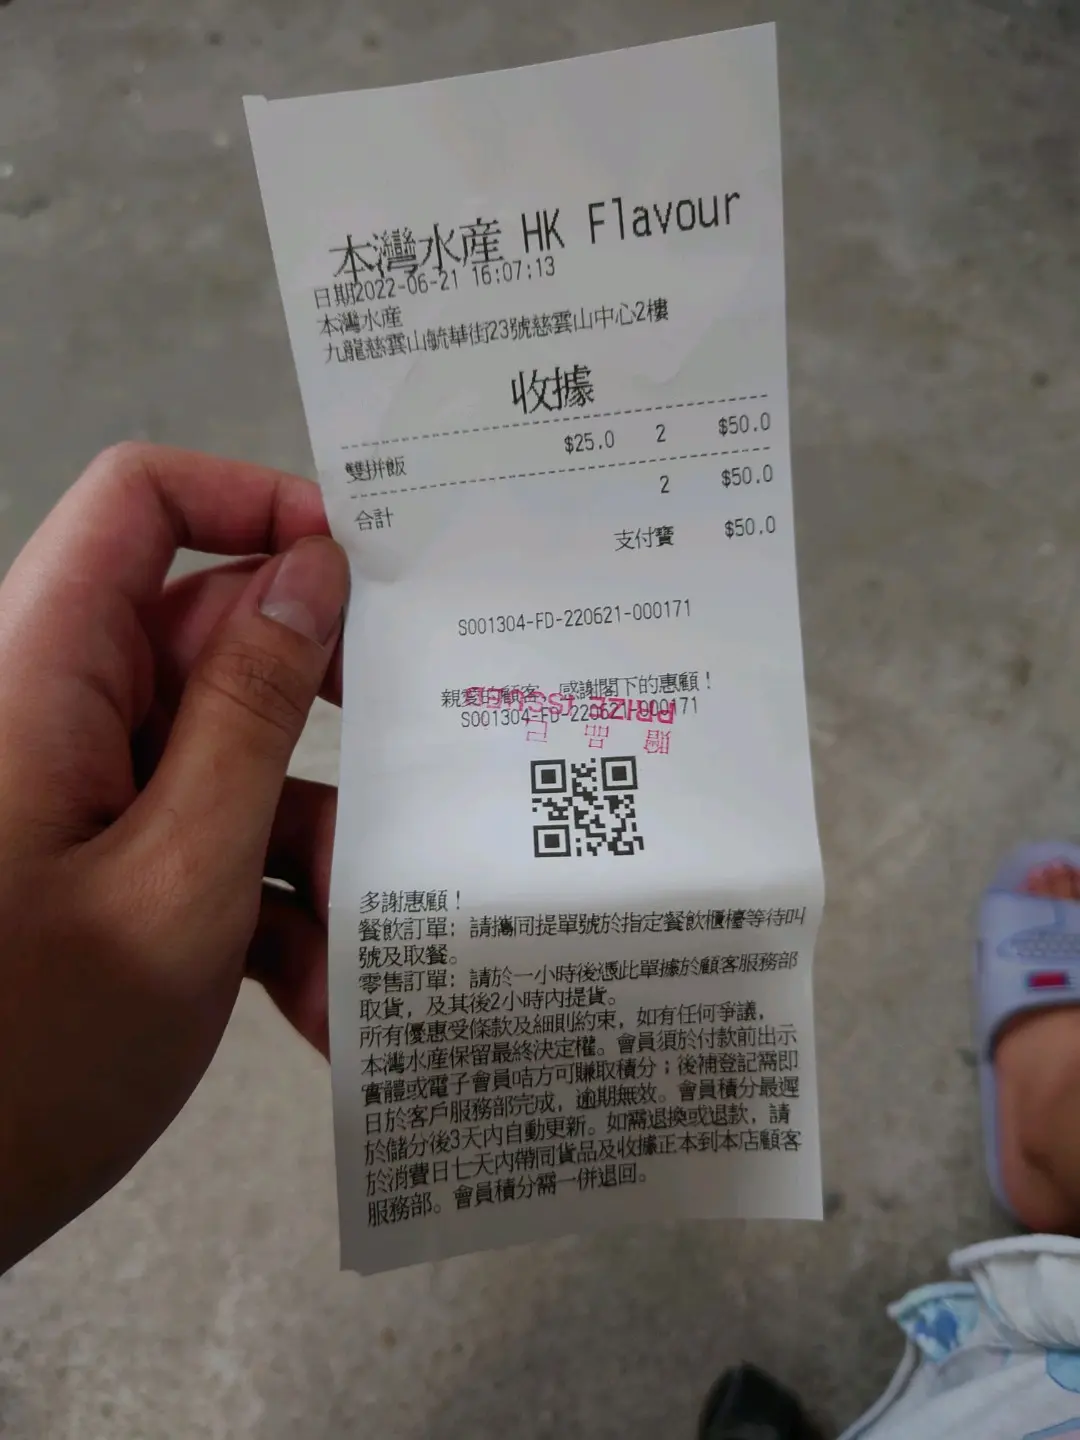 本灣水產 HK Flavour
日期2022-06-21 16:07:13
本灣水產
九龍慈雲山毓華街23號慈雲山中心2樓
收據
雙拼飯 $25.0 2 $50.0
合計 2 $50.0
支付寶 $50.0
S001304-FD-220621-000171
親愛的顧客，感謝閣下的惠顧！
S001304-FD-220621-000171
PRIZE ISSUED
贈品已
多謝惠顧！
餐飲訂單: 請攜同提單號於指定餐飲櫃檯等待叫
號及取餐。
零售訂單: 請於一小時後憑此單據於顧客服務部
取貨，及其後2小時內提貨。
所有優惠受條款及細則約束，如有任何爭議，
本灣水產保留最終決定權。會員須於付款前出示
實體或電子會員咭方可賺取積分；後補登記需即
日於客戶服務部完成，逾期無效。會員積分最遲
於儲分後3天內自動更新。如需退換或退款，請
於消費日七天內帶同貨品及收據正本到本店顧客
服務部。會員積分需一併退回。